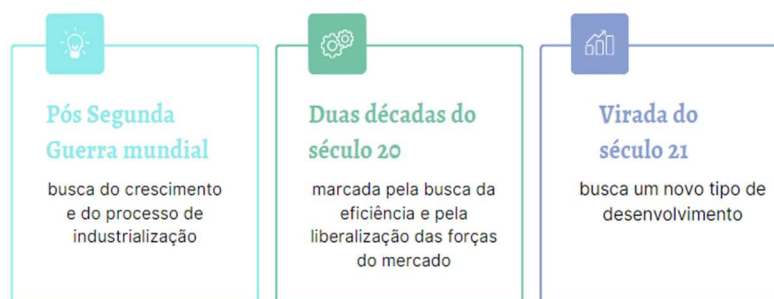 Pós Segunda
Guerra mundial
busca do crescimento
e do processo de
industrialização
Duas décadas do
século 20
marcada pela busca da
eficiência e pela
liberalização das forças
do mercado
Virada do
século 21
busca um novo tipo de
desenvolvimento